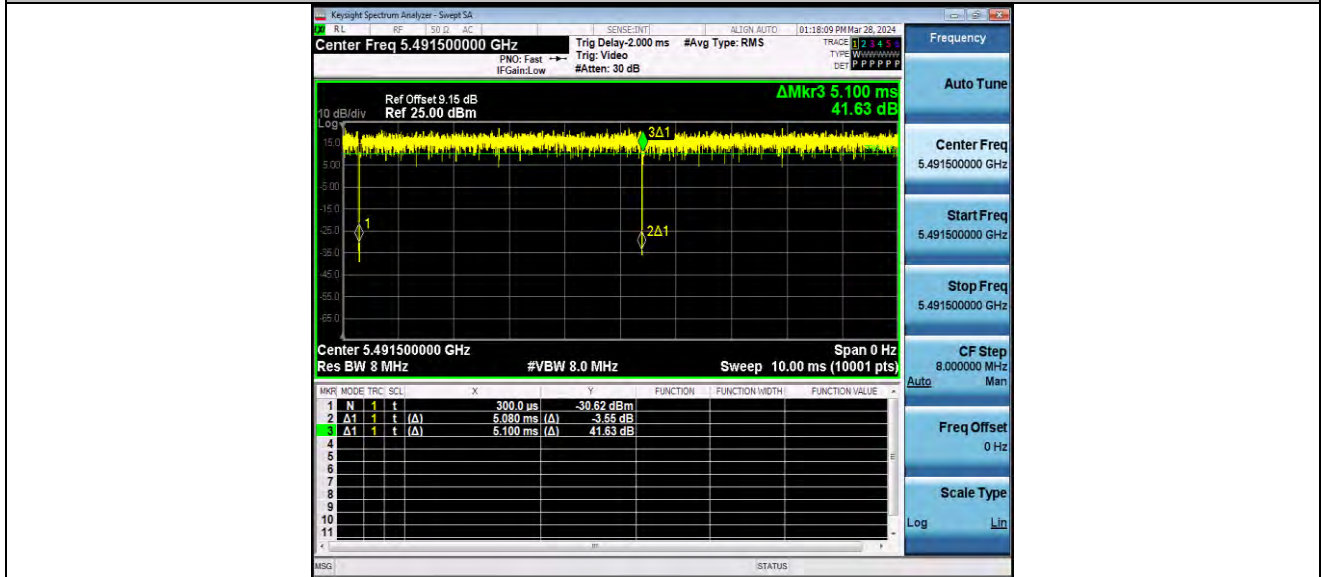 Keysight Spectrum Analyzer - Swept SA
RL RF 50 Ω AC SENSE:INT ALIGN AUTO 01:18:09 PM Mar 28, 2024
Center Freq 5.491500000 GHz Trig Delay-2.000 ms #Avg Type: RMS TRACE 1 2 3 4 5 6
PNO: Fast Trig: Video TYPE WWWWWW
IFGain:Low #Atten: 30 dB DET P P P P P P
Frequency
Auto Tune
ΔMkr3 5.100 ms
Ref Offset 9.15 dB 41.63 dB
10 dB/div Ref 25.00 dBm
Log
15.0
5.00
-5.00
-15.0
-25.0
-35.0
-45.0
-55.0
-65.0
3Δ1
1
2Δ1
Center Freq
5.491500000 GHz
Start Freq
5.491500000 GHz
Stop Freq
5.491500000 GHz
Center 5.491500000 GHz Span 0 Hz
Res BW 8 MHz #VBW 8.0 MHz Sweep 10.00 ms (10001 pts)
CF Step
8.000000 MHz
Auto Man
MKR MODE TRC SCL X Y FUNCTION FUNCTION WIDTH FUNCTION VALUE
1 N 1 t 300.0 µs -30.62 dBm
2 Δ1 1 t (Δ) 5.080 ms (Δ) -3.55 dB
3 Δ1 1 t (Δ) 5.100 ms (Δ) 41.63 dB
4
5
6
7
8
9
10
11
Freq Offset
0 Hz
Scale Type
Log Lin
MSG STATUS